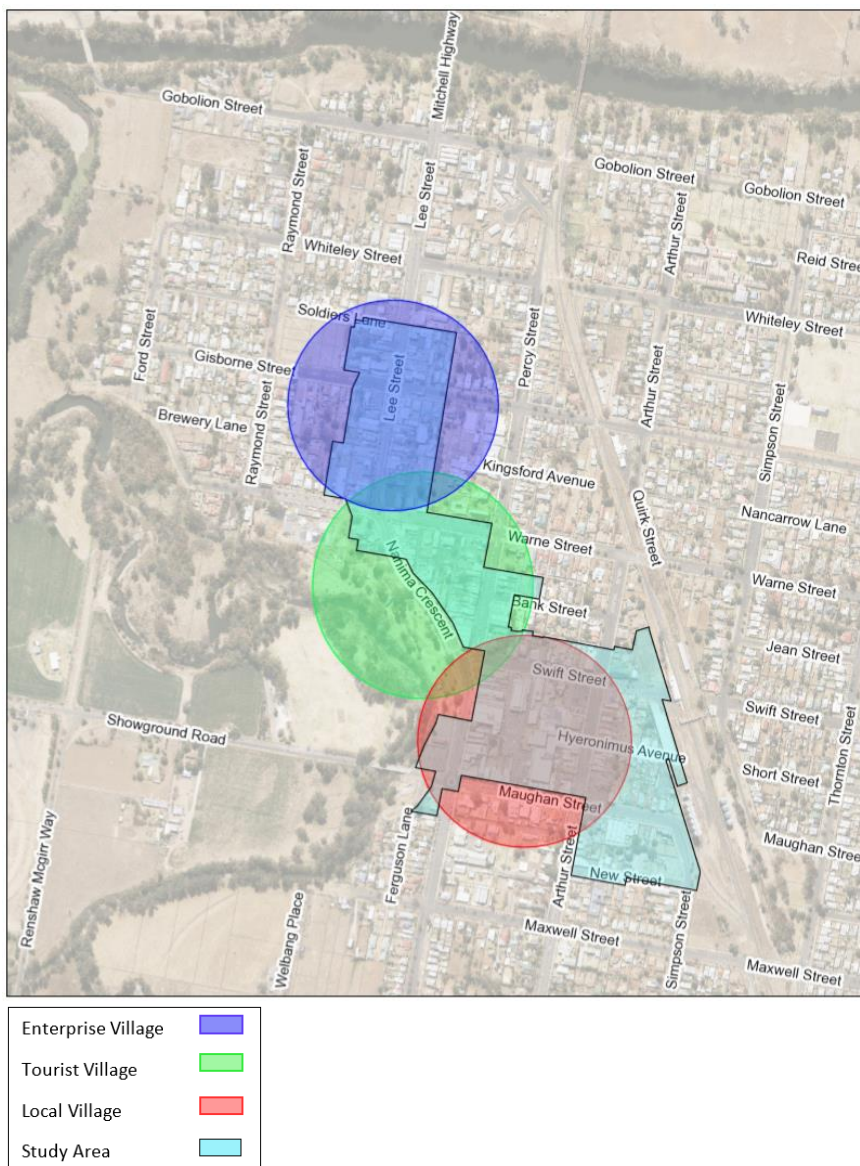 Mitchell Highway
Gobolion Street
Gobolion Street
Gobolion Street
Raymond Street
Lee Street
Arthur Street
Whiteley Street
Reid Stree
Soldiers Lane
Whiteley Street
Ford Street
Percy Street
Gisborne Street
Lee Street
Arthur Street
Brewery Lane
Raymond Street
Simpson Street
Kingsford Avenue
Quirk Street
Nancarrow Lane
Warne Street
Warne Street
Nanima Crescent
Bank Street
Jean Street
Swift Street
Swift Street
Showground Road
Hyeronimus Avenue
Short Street
Thornton Street
Maughan Street
Maughan Stree
Ferguson Lane
Arthur Street
Renshaw Mcgirr Way
New Street
Simpson Street
Welbang Place
Maxwell Street
Maxwell Street
Enterprise Village
Tourist Village
Local Village
Study Area